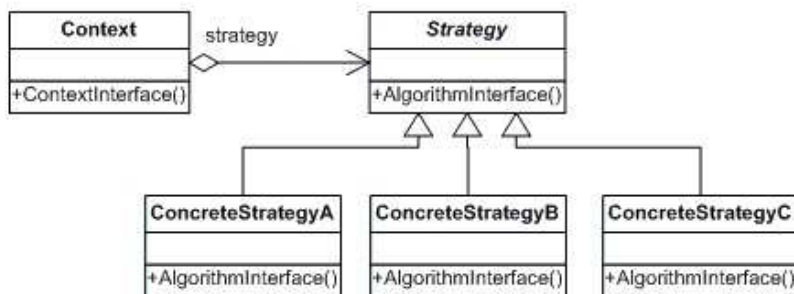 Context
strategy
Strategy
+ContextInterface()
+AlgorithmInterface()
ConcreteStrategyA
ConcreteStrategyB
ConcreteStrategyC
+AlgorithmInterface()
+AlgorithmInterface()
+AlgorithmInterface()